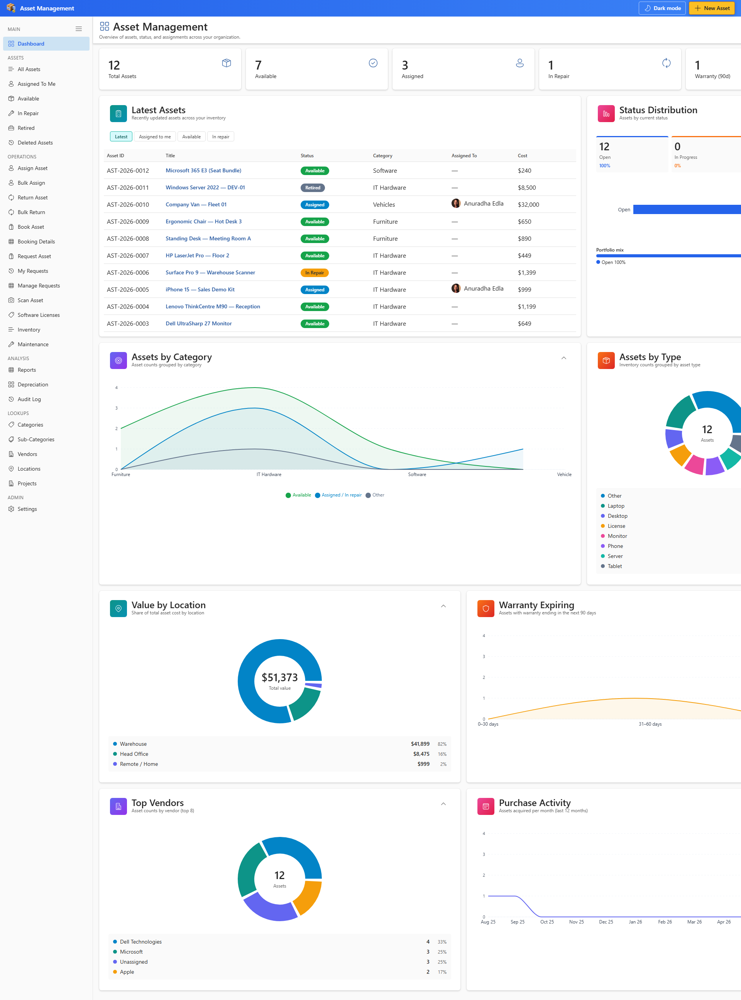 Asset Management
Dark mode
New Asset
MAIN
Dashboard
ASSETS
All Assets
Assigned To Me
Available
In Repair
Retired
Deleted Assets
OPERATIONS
Assign Asset
Bulk Assign
Return Asset
Bulk Return
Book Asset
Booking Details
Request Asset
My Requests
Manage Requests
Scan Asset
Software Licenses
Inventory
Maintenance
ANALYSIS
Reports
Depreciation
Audit Log
LOOKUPS
Categories
Sub-Categories
Vendors
Locations
Projects
ADMIN
Settings
Asset Management
Overview of assets, status, and assignments across your organization.
12
Total Assets
7
Available
3
Assigned
1
In Repair
1
Warranty (90d)
Latest Assets
Recently updated assets across your inventory
Latest Assigned to me Available In repair
Asset ID Title Status Category Assigned To Cost
AST-2026-0012 Microsoft 365 E3 (Seat Bundle) Available Software — $240
AST-2026-0011 Windows Server 2022 — DEV-01 Retired IT Hardware — $8,500
AST-2026-0010 Company Van — Fleet 01 Assigned Vehicles Anuradha Edla $32,000
AST-2026-0009 Ergonomic Chair — Hot Desk 3 Available Furniture — $650
AST-2026-0008 Standing Desk — Meeting Room A Available Furniture — $890
AST-2026-0007 HP LaserJet Pro — Floor 2 Available IT Hardware — $449
AST-2026-0006 Surface Pro 9 — Warehouse Scanner In Repair IT Hardware — $1,399
AST-2026-0005 iPhone 15 — Sales Demo Kit Assigned IT Hardware Anuradha Edla $999
AST-2026-0004 Lenovo ThinkCentre M90 — Reception Available IT Hardware — $1,199
AST-2026-0003 Dell UltraSharp 27 Monitor Available IT Hardware — $649
Status Distribution
Assets by current status
12
Open
100%
0
In Progress
0%
Open
Portfolio mix
Open 100%
Assets by Category
Asset counts grouped by category
4
3
2
1
0
Furniture IT Hardware Software Vehicle
Available Assigned / In repair Other
Assets by Type
Inventory counts grouped by asset type
12
Assets
Other
Laptop
Desktop
License
Monitor
Phone
Server
Tablet
Value by Location
Share of total asset cost by location
$51,373
Total value
Warehouse $41,899 82%
Head Office $8,475 16%
Remote / Home $999 2%
Warranty Expiring
Assets with warranty ending in the next 90 days
4
3
2
1
0
0–30 days 31–60 days
Top Vendors
Asset counts by vendor (top 8)
12
Assets
Dell Technologies 4 33%
Microsoft 3 25%
Unassigned 3 25%
Apple 2 17%
Purchase Activity
Assets acquired per month (last 12 months)
4
3
2
1
0
Aug 25 Sep 25 Oct 25 Nov 25 Dec 25 Jan 26 Feb 26 Mar 26 Apr 26